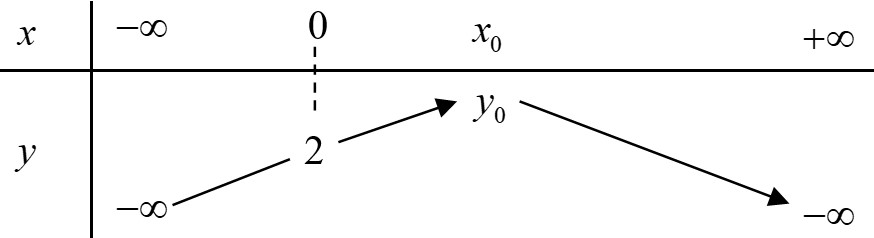 x −∞ 0 x₀ +∞
y₀
y 2
−∞ −∞